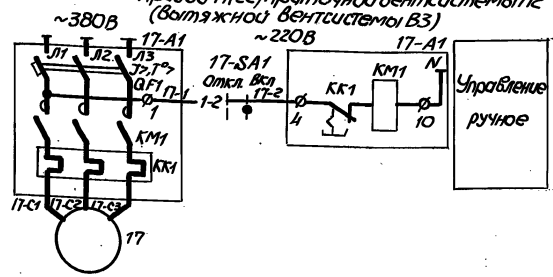 (вытяжной вентсистемы В3)
~380В
~220В
17-А1
17-SA1
17-А1
Л1
Л2
Л3
J>,T°>
QF1
П-1
1
1-2
Откл
Вкл
17-2
4
КК1
КМ1
10
N
Управление
ручное
КМ1
КК1
17-С1
17-С2
17-С3
17